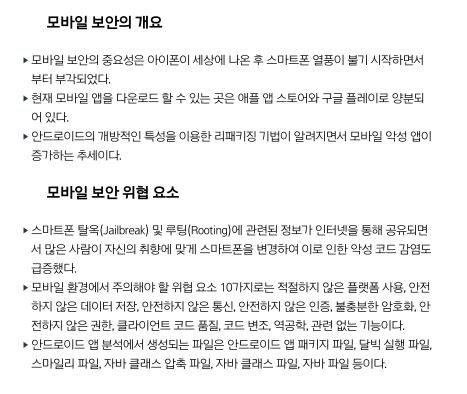 모바일 보안의 개요
▶ 모바일 보안의 중요성은 아이폰이 세상에 나온 후 스마트폰 열풍이 불기 시작하면서
부터 부각되었다.
▶ 현재 모바일 앱을 다운로드 할 수 있는 곳은 애플 앱 스토어와 구글 플레이로 양분되
어 있다.
▶ 안드로이드의 개방적인 특성을 이용한 리패키징 기법이 알려지면서 모바일 악성 앱이
증가하는 추세이다.
모바일 보안 위협 요소
▶ 스마트폰 탈옥(Jailbreak) 및 루팅(Rooting)에 관련된 정보가 인터넷을 통해 공유되면
서 많은 사람이 자신의 취향에 맞게 스마트폰을 변경하여 이로 인한 악성 코드 감염도
급증했다.
▶ 모바일 환경에서 주의해야 할 위협 요소 10가지로는 적절하지 않은 플랫폼 사용, 안전
하지 않은 데이터 저장, 안전하지 않은 통신, 안전하지 않은 인증, 불충분한 암호화, 안
전하지 않은 권한, 클라이언트 코드 품질, 코드 변조, 역공학, 관련 없는 기능이다.
▶ 안드로이드 앱 분석에서 생성되는 파일은 안드로이드 앱 패키지 파일, 달빅 실행 파일,
스마일리 파일, 자바 클래스 압축 파일, 자바 클래스 파일, 자바 파일 등이다.